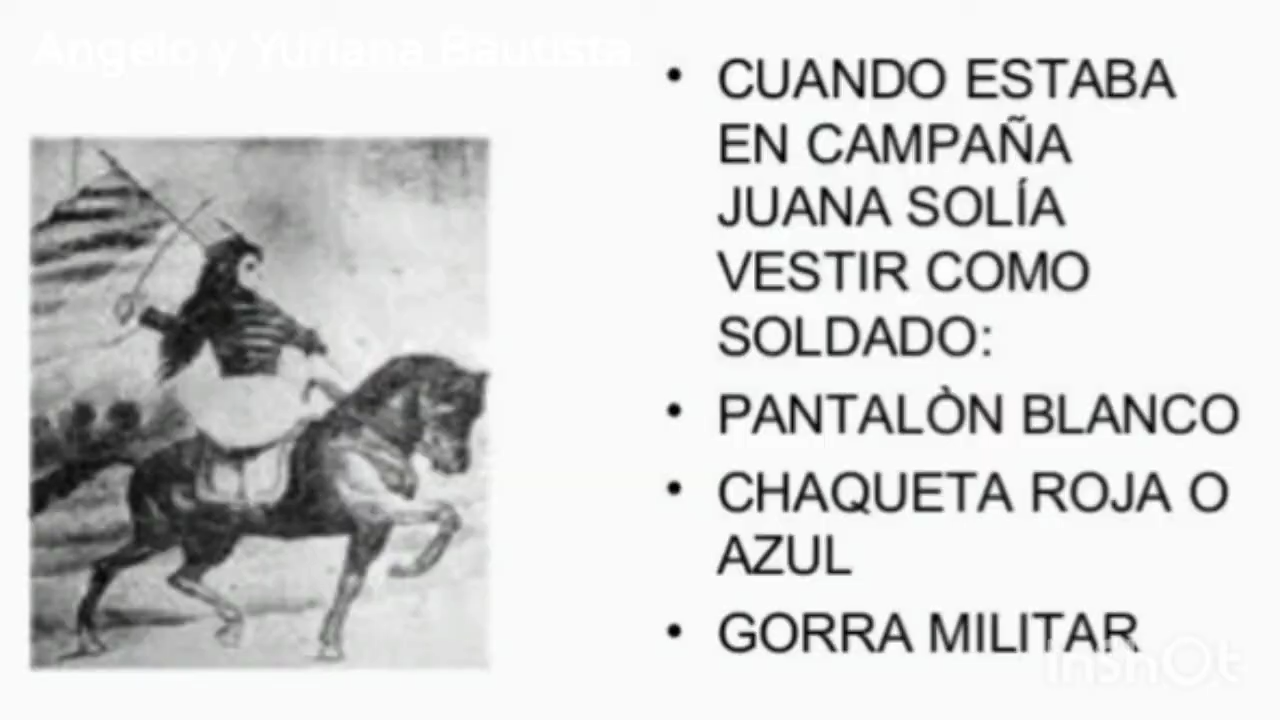 Angelo y Yuriana Bautista
• CUANDO ESTABA
EN CAMPAÑA
JUANA SOLÍA
VESTIR COMO
SOLDADO:
• PANTALÒN BLANCO
• CHAQUETA ROJA O
AZUL
• GORRA MILITAR
InShOt